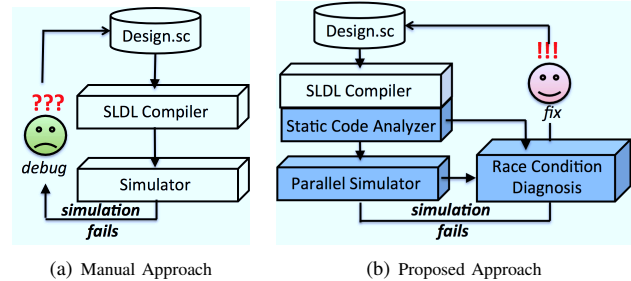 Design.sc
???
SLDL Compiler
debug
Simulator
simulation
fails
(a) Manual Approach
Design.sc
!!!
SLDL Compiler
fix
Static Code Analyzer
Parallel Simulator
Race Condition
Diagnosis
simulation
fails
(b) Proposed Approach